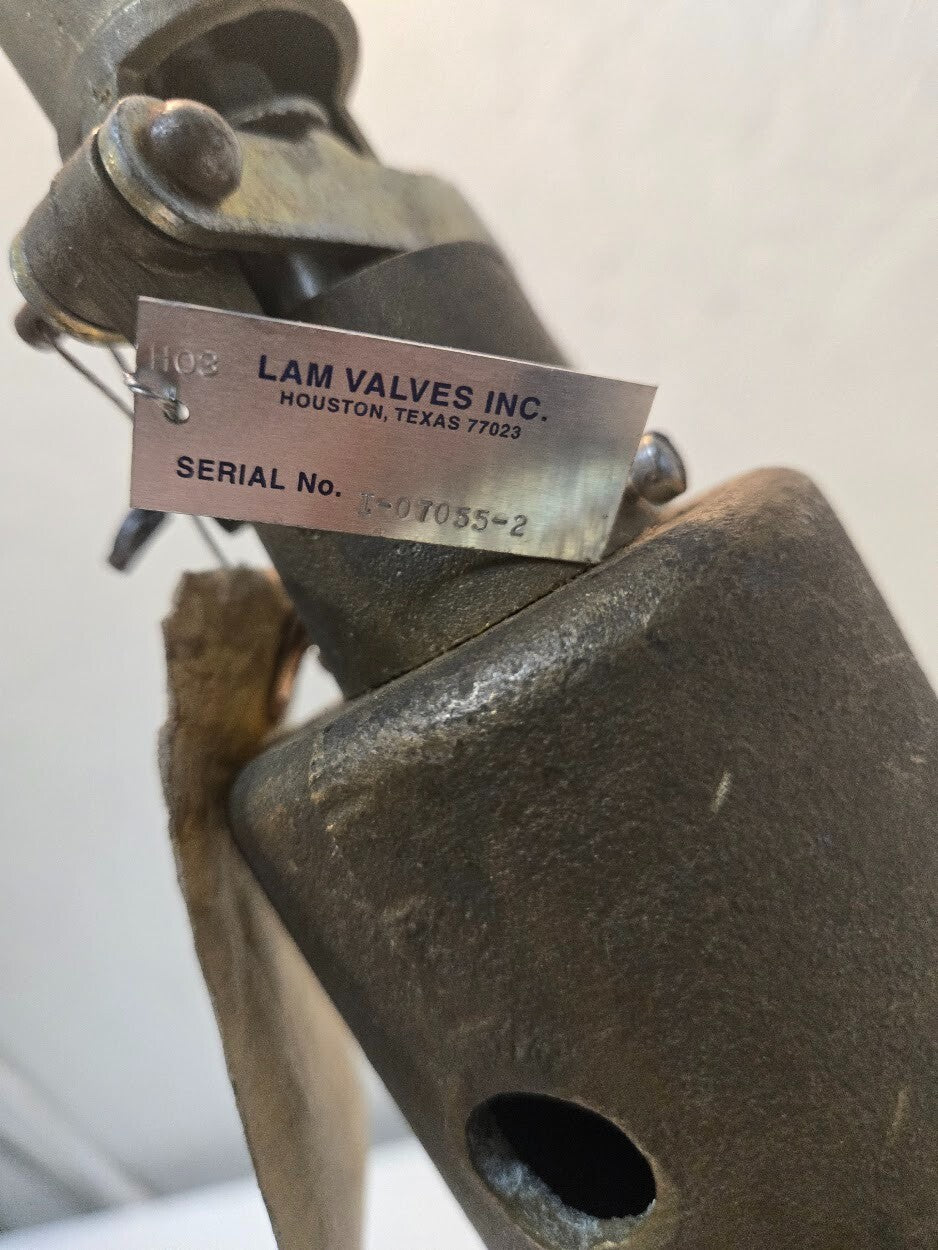 H03
LAM VALVES INC.
HOUSTON, TEXAS 77023
SERIAL No. I-07055-2